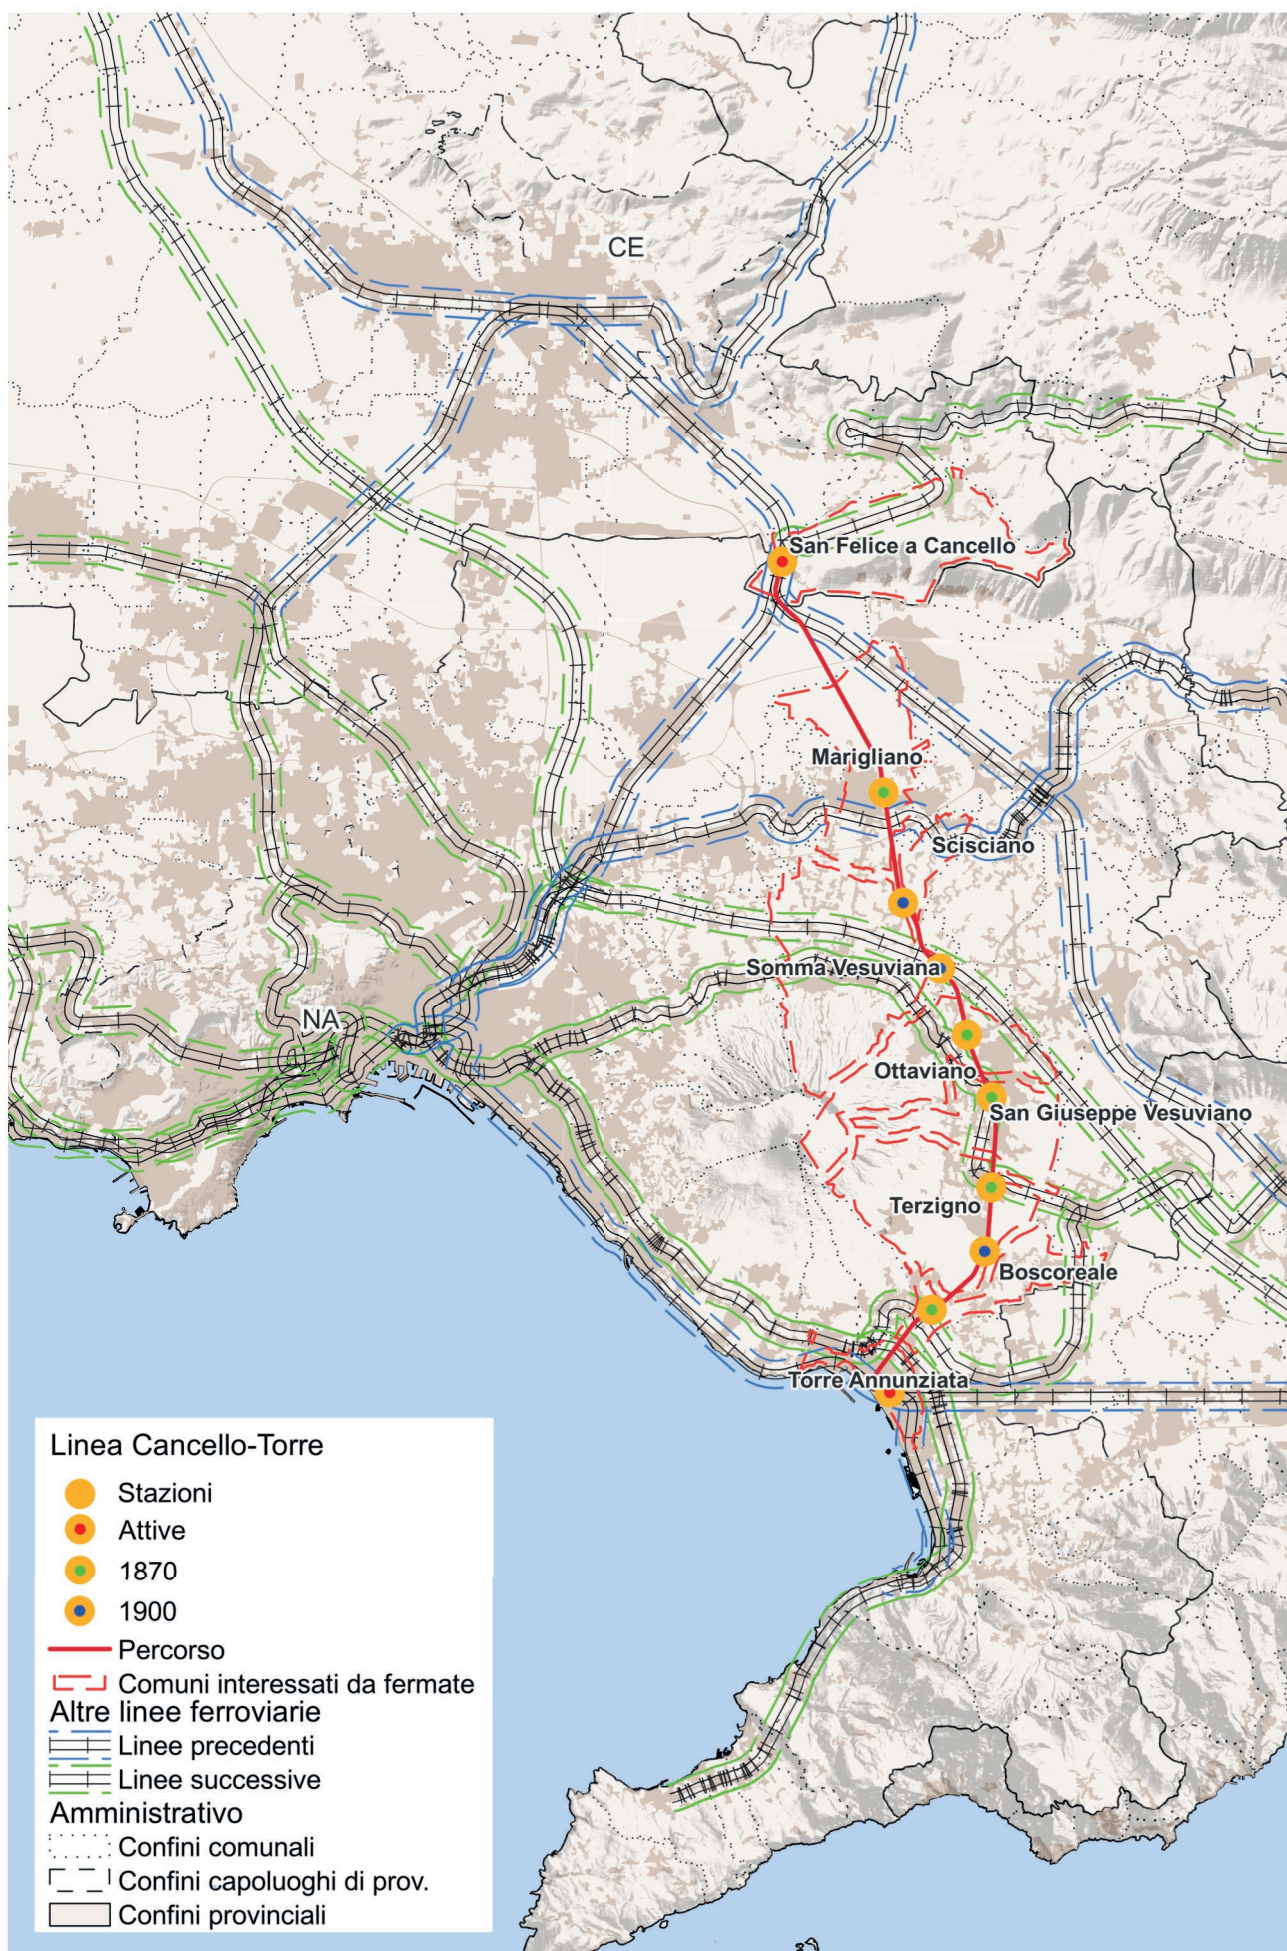 CE
San Felice a Cancello
Marigliano
Scisciano
Somma Vesuviana
NA
Ottaviano
San Giuseppe Vesuviano
Terzigno
Boscoreale
Torre Annunziata
Linea Cancello-Torre
Stazioni
Attive
1870
1900
Percorso
Comuni interessati da fermate
Altre linee ferroviarie
Linee precedenti
Linee successive
Amministrativo
Confini comunali
Confini capoluoghi di prov.
Confini provinciali